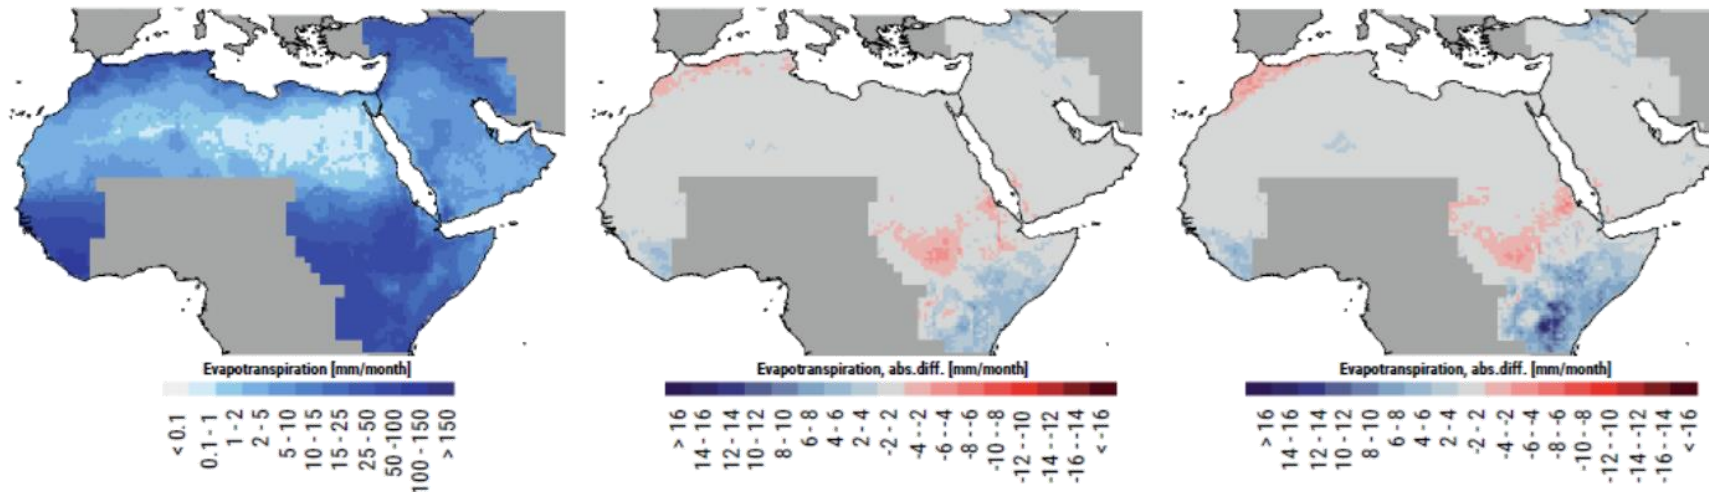 Evapotranspiration [mm/month]
< 0.1
0.1 - 1
1 - 2
2 - 5
5 - 10
10 - 15
15 - 25
25 - 50
50 -100
100 - 150
> 150
Evapotranspiration, abs.diff. [mm/month]
> 16
14 - 16
12 - 14
10 - 12
8 - 10
6 - 8
4 - 6
2 - 4
-2 - 2
-4 - -2
-6 - -4
-8 - -6
-10 - -8
-12 - -10
-14 - -12
-16 - -14
< -16
Evapotranspiration, abs.diff. [mm/month]
> 16
14 - 16
12 - 14
10 - 12
8 - 10
6 - 8
4 - 6
2 - 4
-2 - 2
-4 - -2
-6 - -4
-8 - -6
-10 - -8
-12 - -10
-14 - -12
-16 - -14
< -16